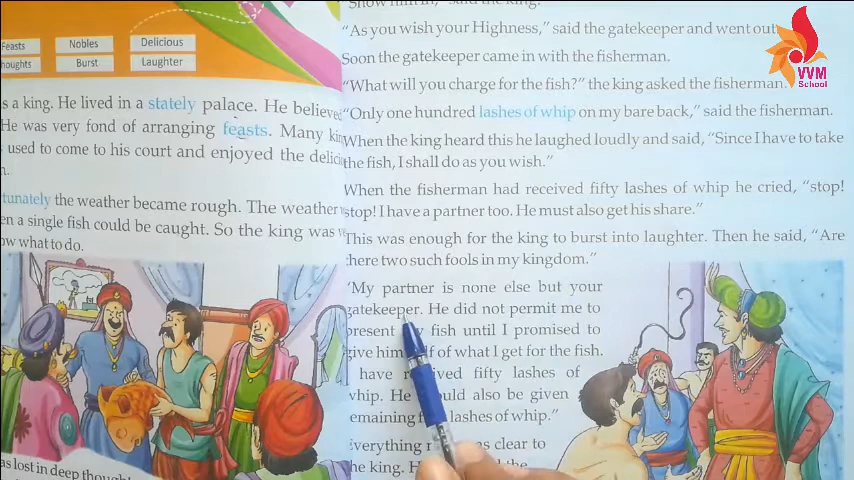 Feasts
Nobles
Delicious
houghts
Burst
Laughter
s a king. He lived in a stately palace. He believe
He was very fond of arranging feasts. Many
used to come to his court and enjoyed the
the weather became rough. The weather
a single fish could be caught. So the king was
what to do.
as lost in deep
Show him in," said the king.
"As you wish your Highness," said the gatekeeper and went out.
Soon the gatekeeper came in with the fisherman.
"What will you charge for the fish?" the king asked the fisherman.
"Only one hundred lashes of whip on my bare back," said the fisherman.
When the king heard this he laughed loudly and said, "Since I have to take
the fish, I shall do as you wish."
When the fisherman had received fifty lashes of whip he cried, "stop!
stop! I have a partner too. He must also get his share."
This was enough for the king to burst into laughter. Then he said, "Are
there two such fools in my kingdom."
'My partner is none else but your
gatekeeper. He did not permit me to
present fish until I promised to
give him of what I get for the fish.
have fifty lashes of
whip. He also be given
remaining lashes of whip."
Everything clear to
the king.
VVM
School